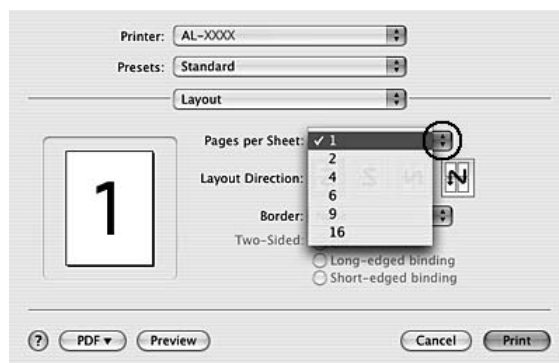 Printer: AL-XXXX
Presets: Standard
Layout
Pages per Sheet: ✓ 1
2
Layout Direction: 4
6
Border: 9
Two-Sided: 16
Long-edged binding
Short-edged binding
1
? PDF▼ Preview Cancel Print